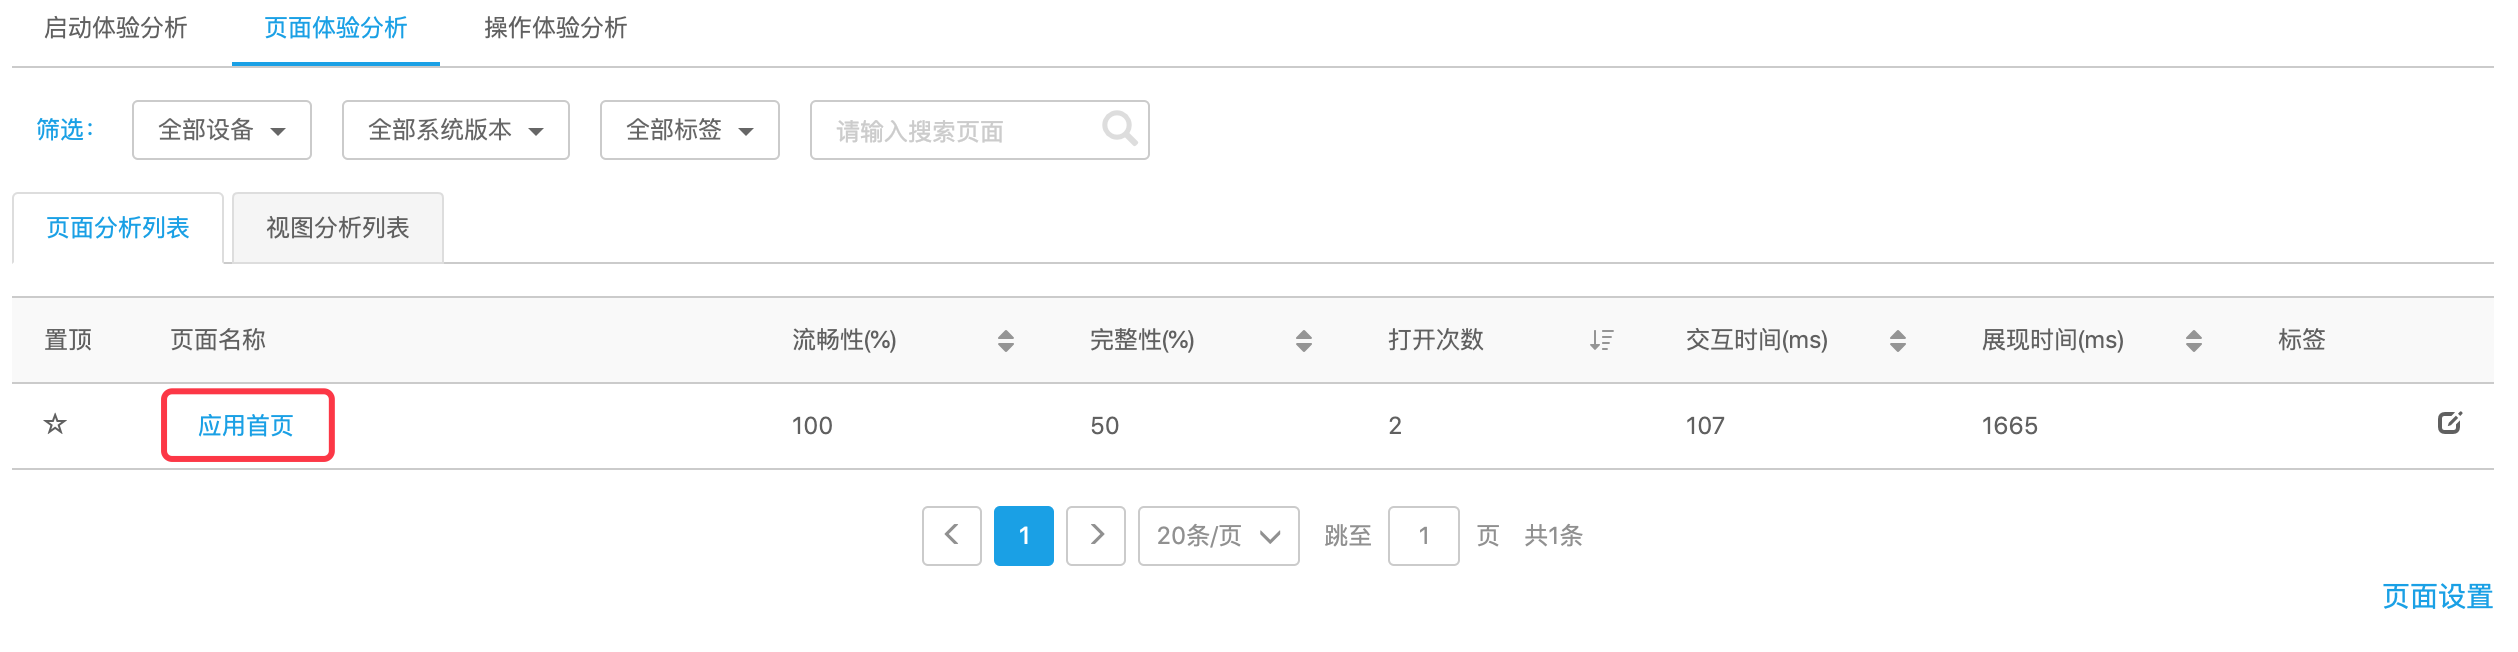 启动体验分析 页面体验分析 操作体验分析
筛选： 全部设备 全部系统版本 全部标签 请输入搜索页面
页面分析列表 视图分析列表
置顶 页面名称 流畅性(%) 完整性(%) 打开次数 交互时间(ms) 展现时间(ms) 标签
应用首页 100 50 2 107 1665
1 20条/页 跳至 1 页 共1条
页面设置